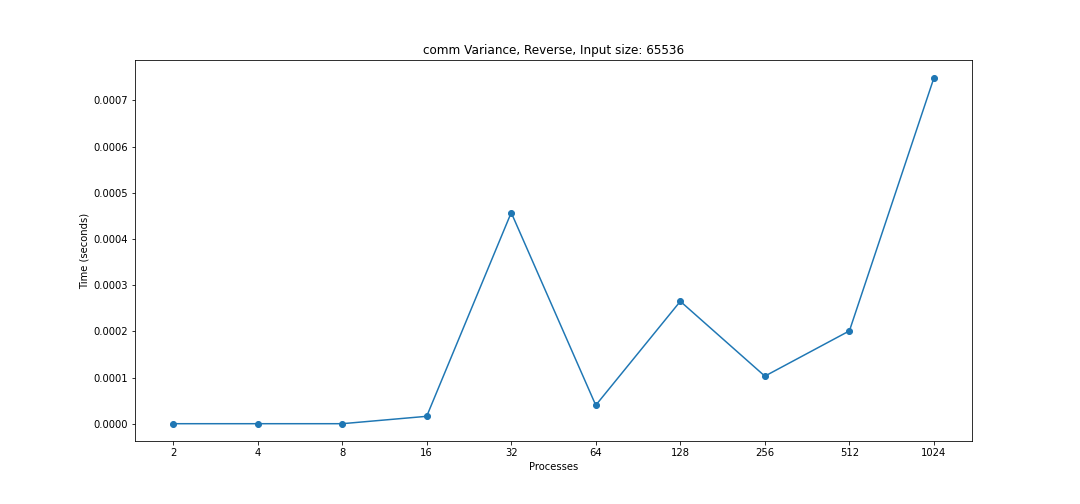 comm Variance, Reverse, Input size: 65536
0.0007
0.0006
0.0005
0.0004
0.0003
0.0002
0.0001
0.0000
Time (seconds)
2 4 8 16 32 64 128 256 512 1024
Processes